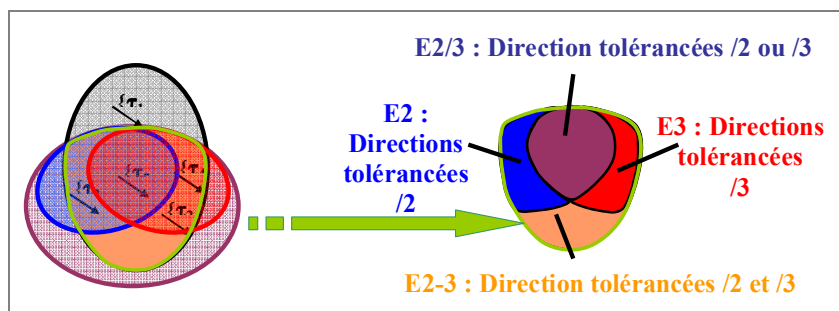 E2/3 : Direction tolérancées /2 ou /3
E2 :
Directions
tolérancées
/2
E3 : Directions
tolérancées
/3
E2-3 : Direction tolérancées /2 et /3
{τ
{τ
{τ
{τ
{τ